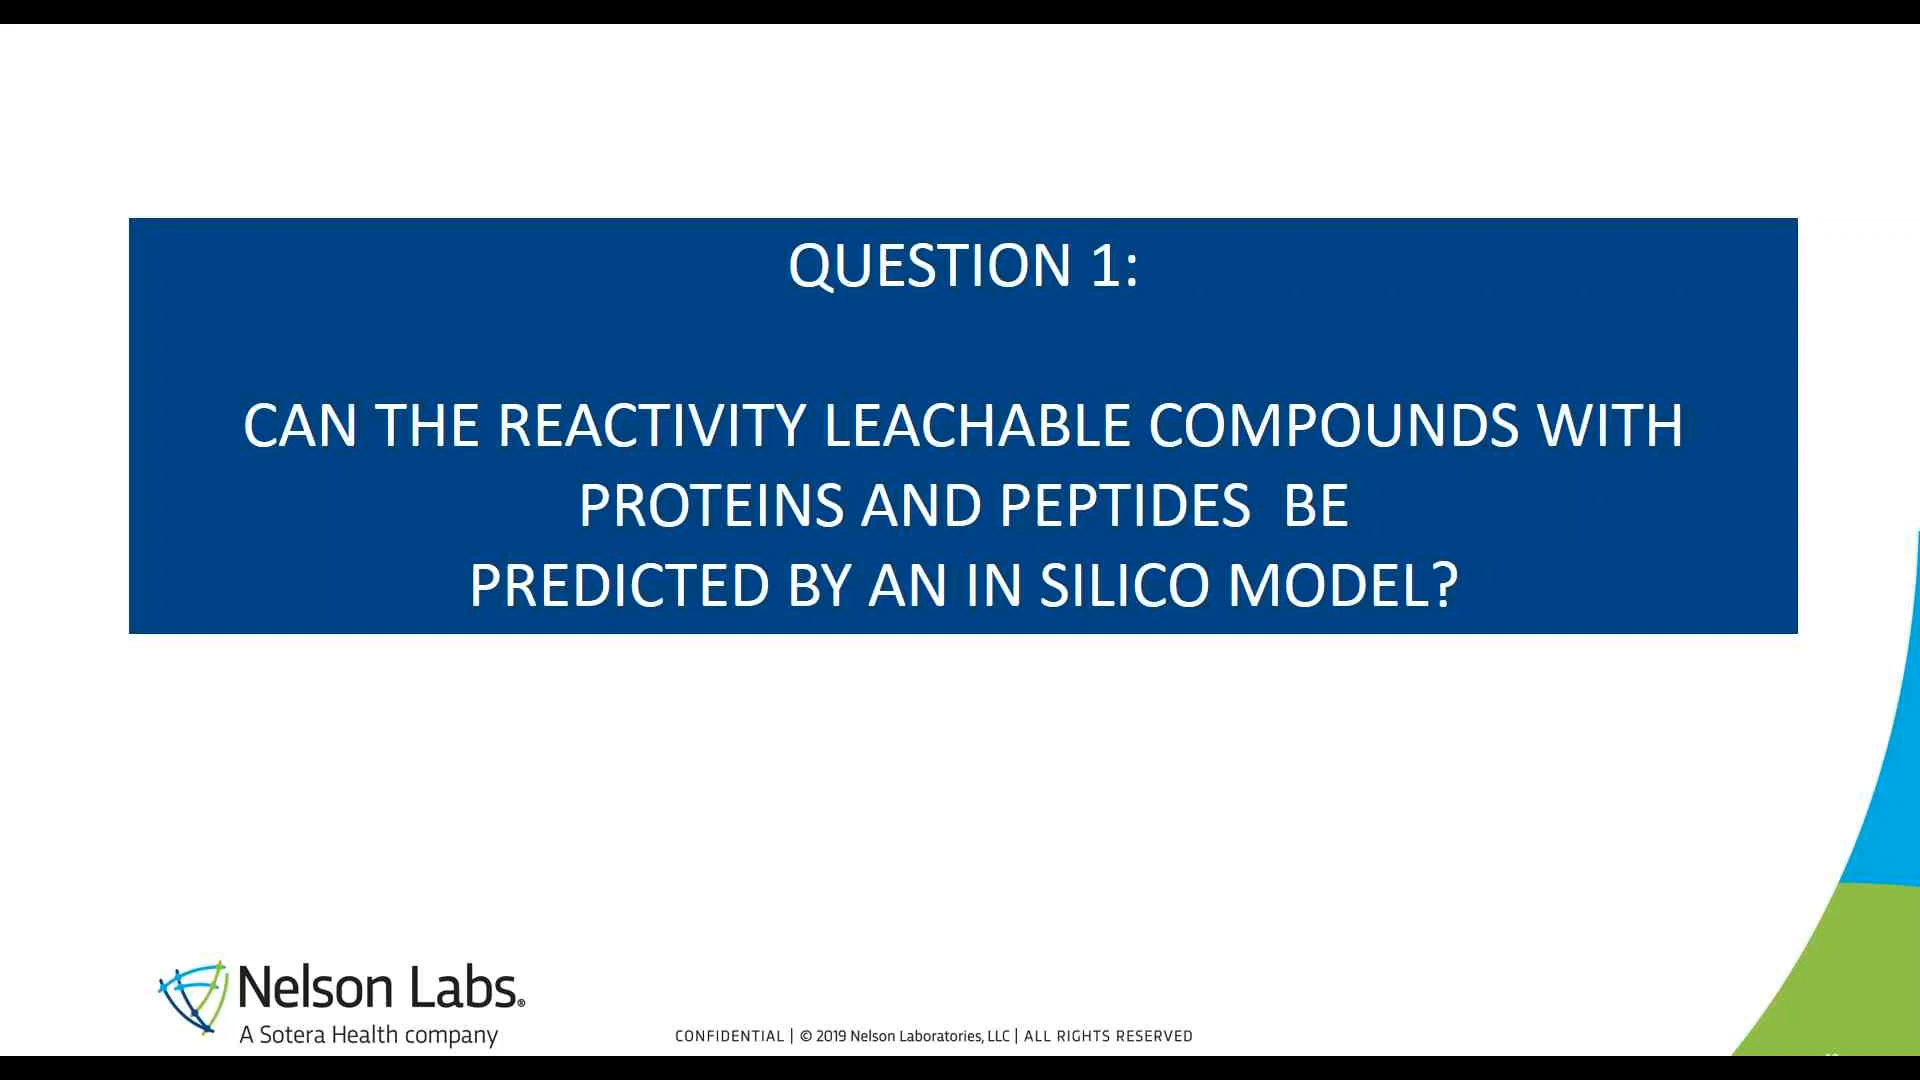 QUESTION 1:
CAN THE REACTIVITY LEACHABLE COMPOUNDS WITH
PROTEINS AND PEPTIDES BE
PREDICTED BY AN IN SILICO MODEL?
Nelson Labs®
A Sotera Health company
CONFIDENTIAL | © 2019 Nelson Laboratories, LLC | ALL RIGHTS RESERVED